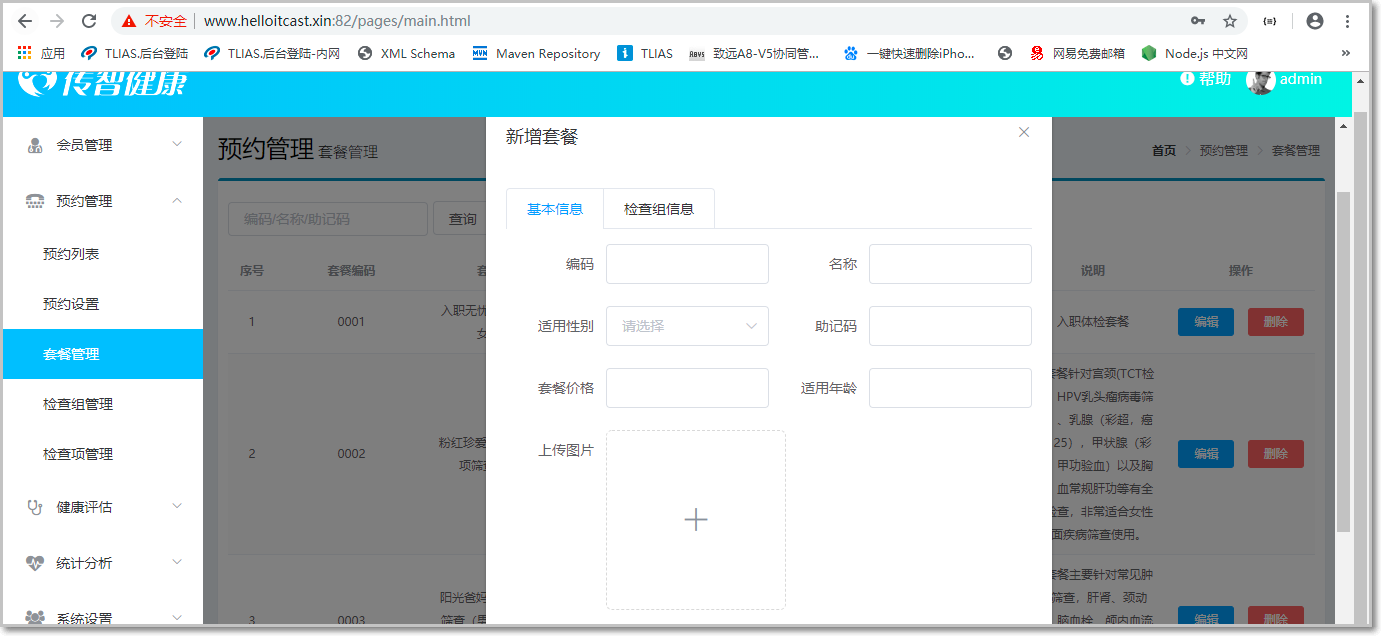 不安全 www.helloitcast.xin:82/pages/main.html
应用 TLIAS.后台登陆 TLIAS.后台登陆-内网 XML Schema MVN Maven Repository TLIAS 致远A8-V5协同管... 一键快速删除iPho... 网易免费邮箱 Node.js 中文网 »
传智健康 帮助 admin
会员管理
预约管理
预约列表
预约设置
套餐管理
检查组管理
检查项管理
健康评估
统计分析
系统设置
预约管理 套餐管理
首页 预约管理 套餐管理
编码/名称/助记码 查询
序号 套餐编码 说明 操作
1 0001 入职无忧 入职体检套餐 编辑 删除
2 0002 粉红珍爱
项筛
套餐针对宫颈(TCT检
HPV乳头瘤病毒筛
、乳腺（彩超，癌
25），甲状腺（彩
甲功验血）以及胸
血常规肝功等有全
检查，非常适合女性
面疾病筛查使用。
编辑 删除
3 0003 阳光爸妈
筛查（男
套餐主要针对常见肿
筛查，肝肾、颈动
脑血栓、颅内血流
编辑 删除
新增套餐
基本信息 检查组信息
编码 名称
适用性别 请选择 助记码
套餐价格 适用年龄
上传图片